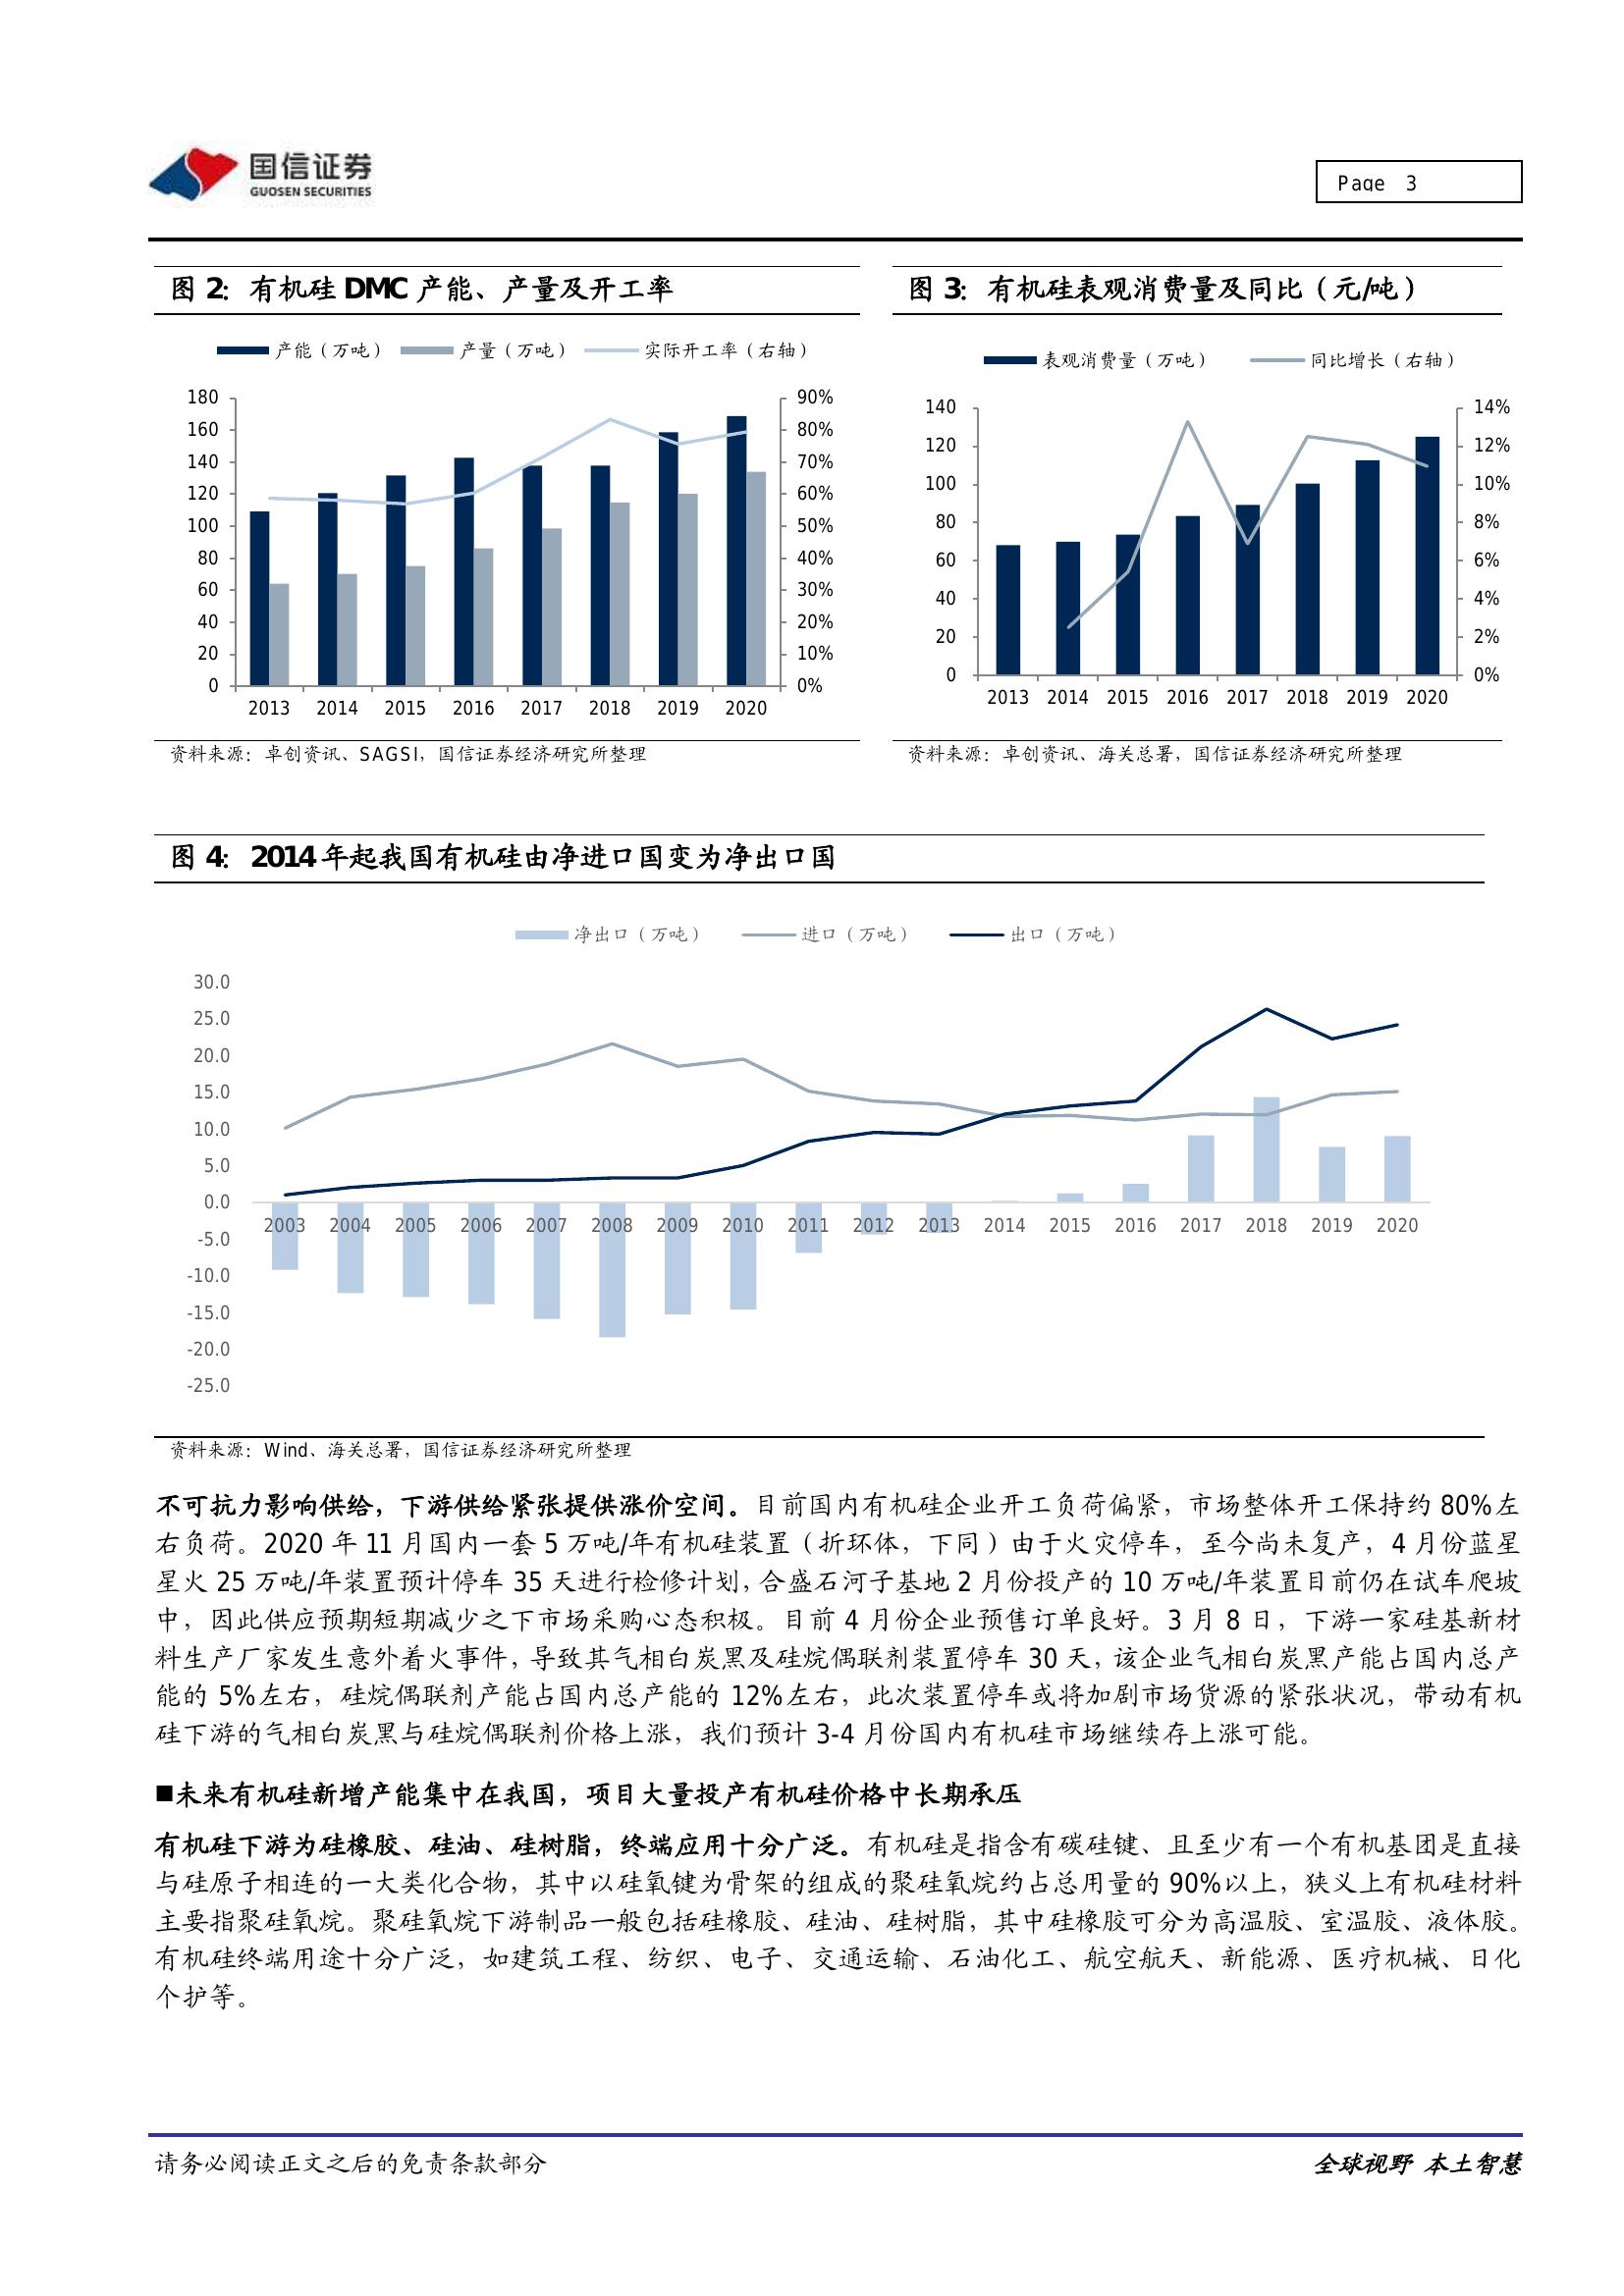 国信证券
GUOSEN SECURITIES
Page 3
图 2：有机硅 DMC 产能、产量及开工率
产能（万吨） 产量（万吨） 实际开工率（右轴）
180
160
140
120
100
80
60
40
20
0
90%
80%
70%
60%
50%
40%
30%
20%
10%
0%
2013 2014 2015 2016 2017 2018 2019 2020
资料来源：卓创资讯、SAGSI，国信证券经济研究所整理
图 3：有机硅表观消费量及同比（元/吨）
表观消费量（万吨） 同比增长（右轴）
140
120
100
80
60
40
20
0
14%
12%
10%
8%
6%
4%
2%
0%
2013 2014 2015 2016 2017 2018 2019 2020
资料来源：卓创资讯、海关总署，国信证券经济研究所整理
图 4：2014 年起我国有机硅由净进口国变为净出口国
净出口（万吨） 进口（万吨） 出口（万吨）
30.0
25.0
20.0
15.0
10.0
5.0
0.0
-5.0
-10.0
-15.0
-20.0
-25.0
2003 2004 2005 2006 2007 2008 2009 2010 2011 2012 2013 2014 2015 2016 2017 2018 2019 2020
资料来源：Wind、海关总署，国信证券经济研究所整理
不可抗力影响供给，下游供给紧张提供涨价空间。目前国内有机硅企业开工负荷偏紧，市场整体开工保持约 80%左
右负荷。2020 年 11 月国内一套 5 万吨/年有机硅装置（折环体，下同）由于火灾停车，至今尚未复产，4 月份蓝星
星火 25 万吨/年装置预计停车 35 天进行检修计划，合盛石河子基地 2 月份投产的 10 万吨/年装置目前仍在试车爬坡
中，因此供应预期短期减少之下市场采购心态积极。目前 4 月份企业预售订单良好。3 月 8 日，下游一家硅基新材
料生产厂家发生意外着火事件，导致其气相白炭黑及硅烷偶联剂装置停车 30 天，该企业气相白炭黑产能占国内总产
能的 5%左右，硅烷偶联剂产能占国内总产能的 12%左右，此次装置停车或将加剧市场货源的紧张状况，带动有机
硅下游的气相白炭黑与硅烷偶联剂价格上涨，我们预计 3-4 月份国内有机硅市场继续存上涨可能。
■未来有机硅新增产能集中在我国，项目大量投产有机硅价格中长期承压
有机硅下游为硅橡胶、硅油、硅树脂，终端应用十分广泛。有机硅是指含有碳硅键、且至少有一个有机基团是直接
与硅原子相连的一大类化合物，其中以硅氧键为骨架的组成的聚硅氧烷约占总用量的 90%以上，狭义上有机硅材料
主要指聚硅氧烷。聚硅氧烷下游制品一般包括硅橡胶、硅油、硅树脂，其中硅橡胶可分为高温胶、室温胶、液体胶。
有机硅终端用途十分广泛，如建筑工程、纺织、电子、交通运输、石油化工、航空航天、新能源、医疗机械、日化
个护等。
请务必阅读正文之后的免责条款部分
全球视野 本土智慧